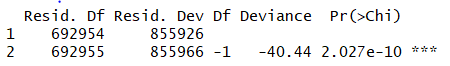 Resid. Df Resid. Dev Df Deviance Pr(>Chi)
1 692954 855926
2 692955 855966 -1 -40.44 2.027e-10 ***